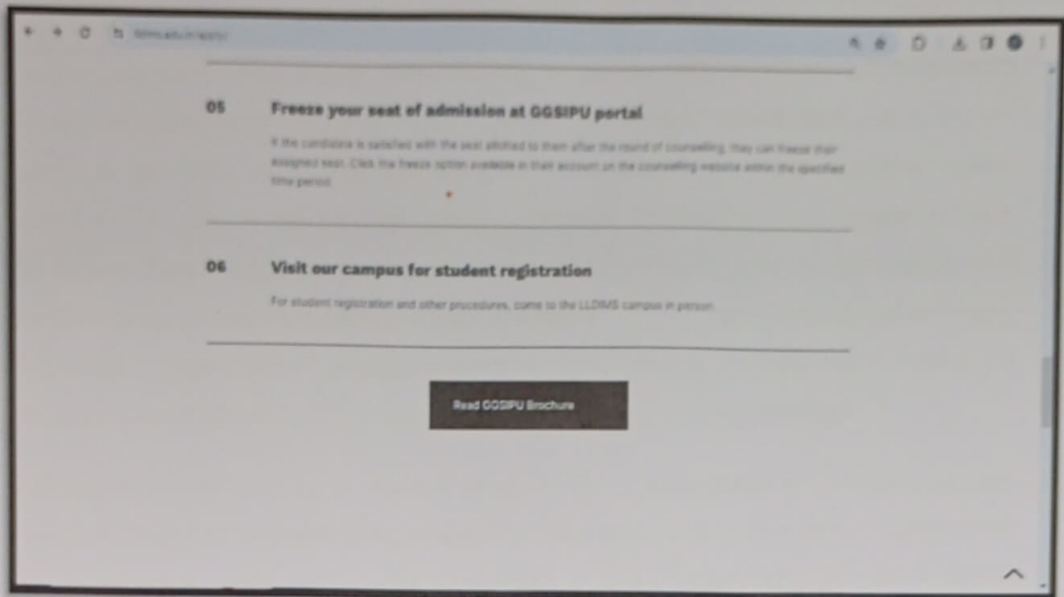 05
Freeze your seat of admission at GGSIPU portal
If the candidate is satisfied with the seat allotted to them after the round of counselling, they can freeze their
assigned seat. Click the freeze option available in their account on the counselling website within the specified
time period.
06
Visit our campus for student registration
For student registration and other procedures, come to the LLDIMS campus in person.
Read GGSIPU Brochure